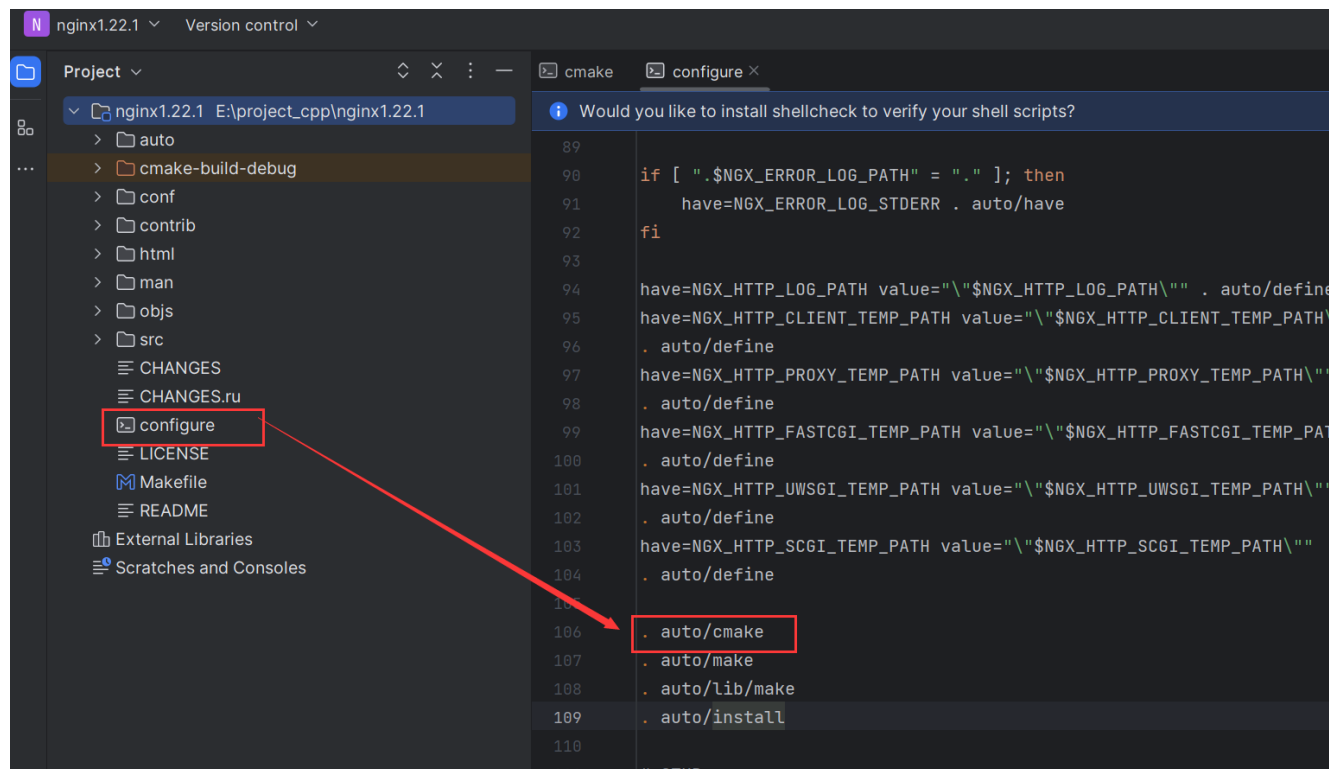 N nginx1.22.1 Version control
Project
cmake configure
nginx1.22.1 E:\project_cpp\nginx1.22.1
auto
cmake-build-debug
conf
contrib
html
man
objs
src
CHANGES
CHANGES.ru
configure
LICENSE
Makefile
README
External Libraries
Scratches and Consoles
Would you like to install shellcheck to verify your shell scripts?
89
90 if [ ".$NGX_ERROR_LOG_PATH" = "." ]; then
91 have=NGX_ERROR_LOG_STDERR . auto/have
92 fi
93
94 have=NGX_HTTP_LOG_PATH value="\"$NGX_HTTP_LOG_PATH\"" . auto/define
95 have=NGX_HTTP_CLIENT_TEMP_PATH value="\"$NGX_HTTP_CLIENT_TEMP_PATH\
96 . auto/define
97 have=NGX_HTTP_PROXY_TEMP_PATH value="\"$NGX_HTTP_PROXY_TEMP_PATH\""
98 . auto/define
99 have=NGX_HTTP_FASTCGI_TEMP_PATH value="\"$NGX_HTTP_FASTCGI_TEMP_PAT
100 . auto/define
101 have=NGX_HTTP_UWSGI_TEMP_PATH value="\"$NGX_HTTP_UWSGI_TEMP_PATH\""
102 . auto/define
103 have=NGX_HTTP_SCGI_TEMP_PATH value="\"$NGX_HTTP_SCGI_TEMP_PATH\""
104 . auto/define
105
106 . auto/cmake
107 . auto/make
108 . auto/lib/make
109 . auto/install
110